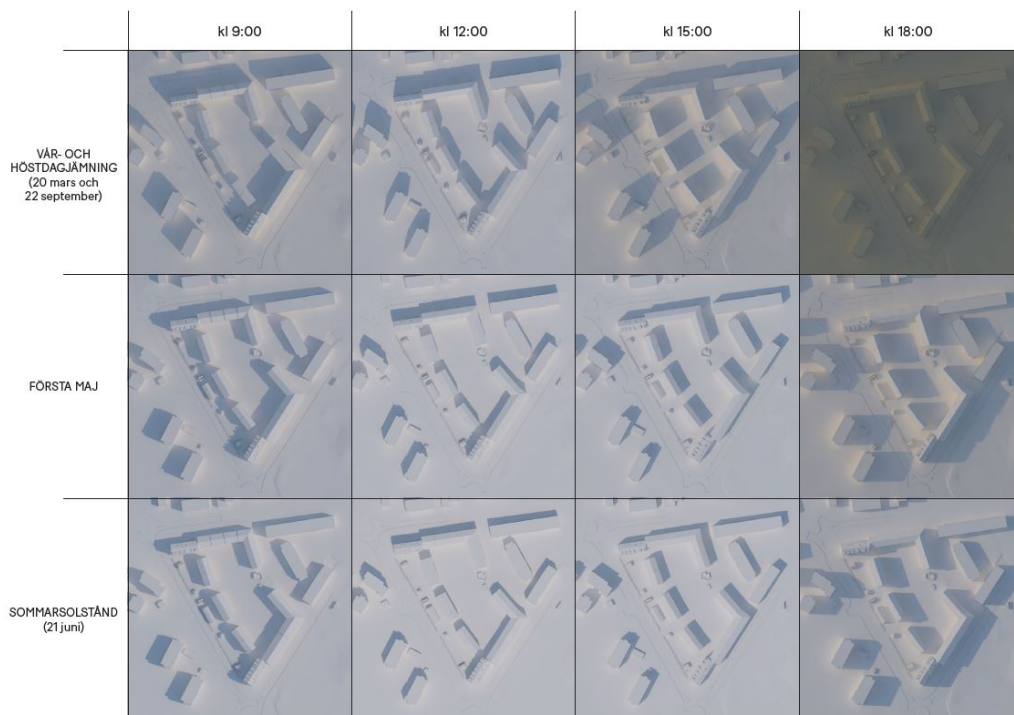 kl 9:00
kl 12:00
kl 15:00
kl 18:00
VÅR- OCH
HÖSTDAGJÄMNING
(20 mars och
22 september)
FÖRSTA MAJ
SOMMARSOLSTÅND
(21 juni)